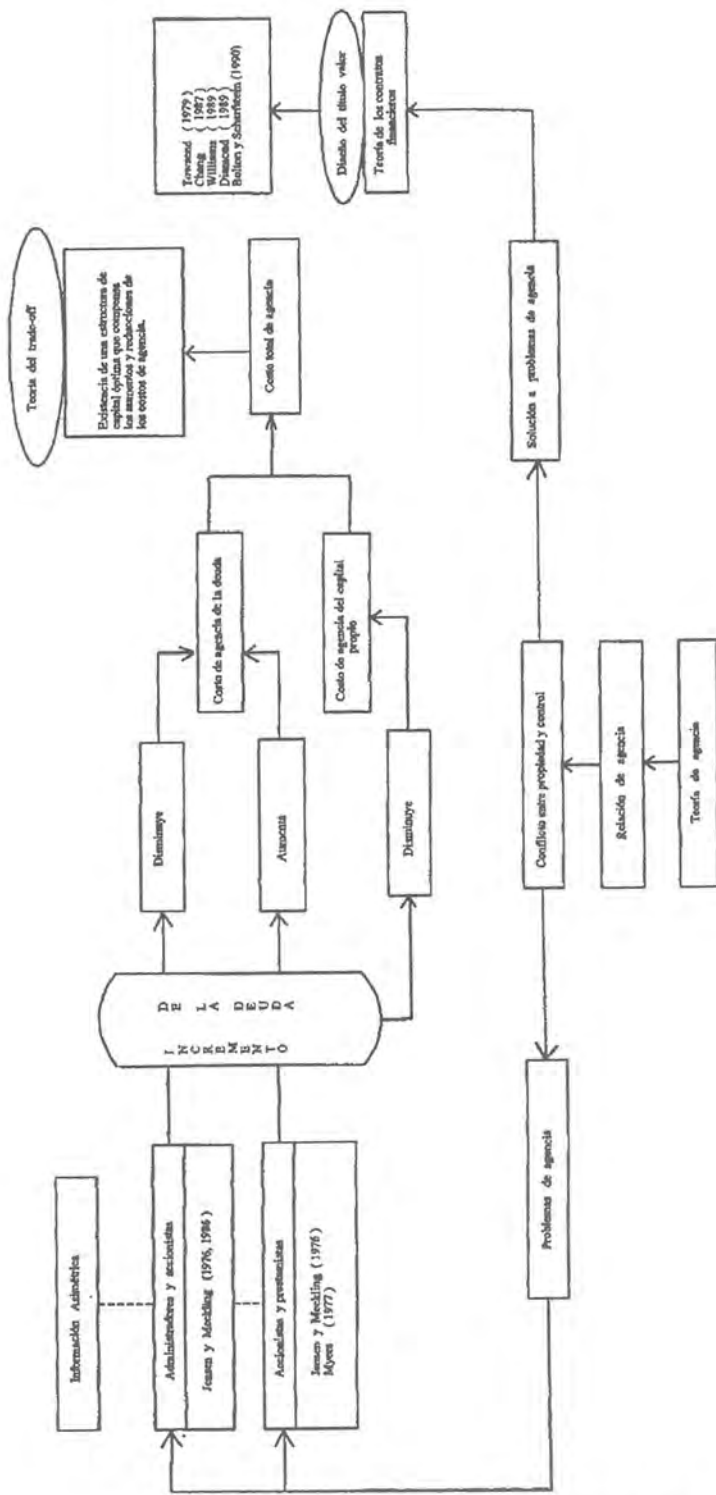 Teoría del trade-off
Existencia de una estructura de
capital óptima que compensa
los aumentos y reducciones de
los costos de agencia.
Costo total de agencia
Costo de agencia de la deuda
Costo de agencia del capital
propio
Disminuye
Aumenta
Disminuye
INCREMENTO
DE LA DEUDA
Información Asimétrica
Administradores y accionistas
Jensen y Meckling (1976, 1986)
Accionistas y prestamistas
Jensen y Meckling (1976)
Myers (1977)
Townsend (1979)
Chang (1987)
Williams (1989)
Diamond (1989)
Bolton y Scharfstein (1990)
Diseño del título valor
Teoría de los contratos
financieros
Solución a problemas de agencia
Conflicto entre propiedad y control
Relación de agencia
Teoría de agencia
Problemas de agencia